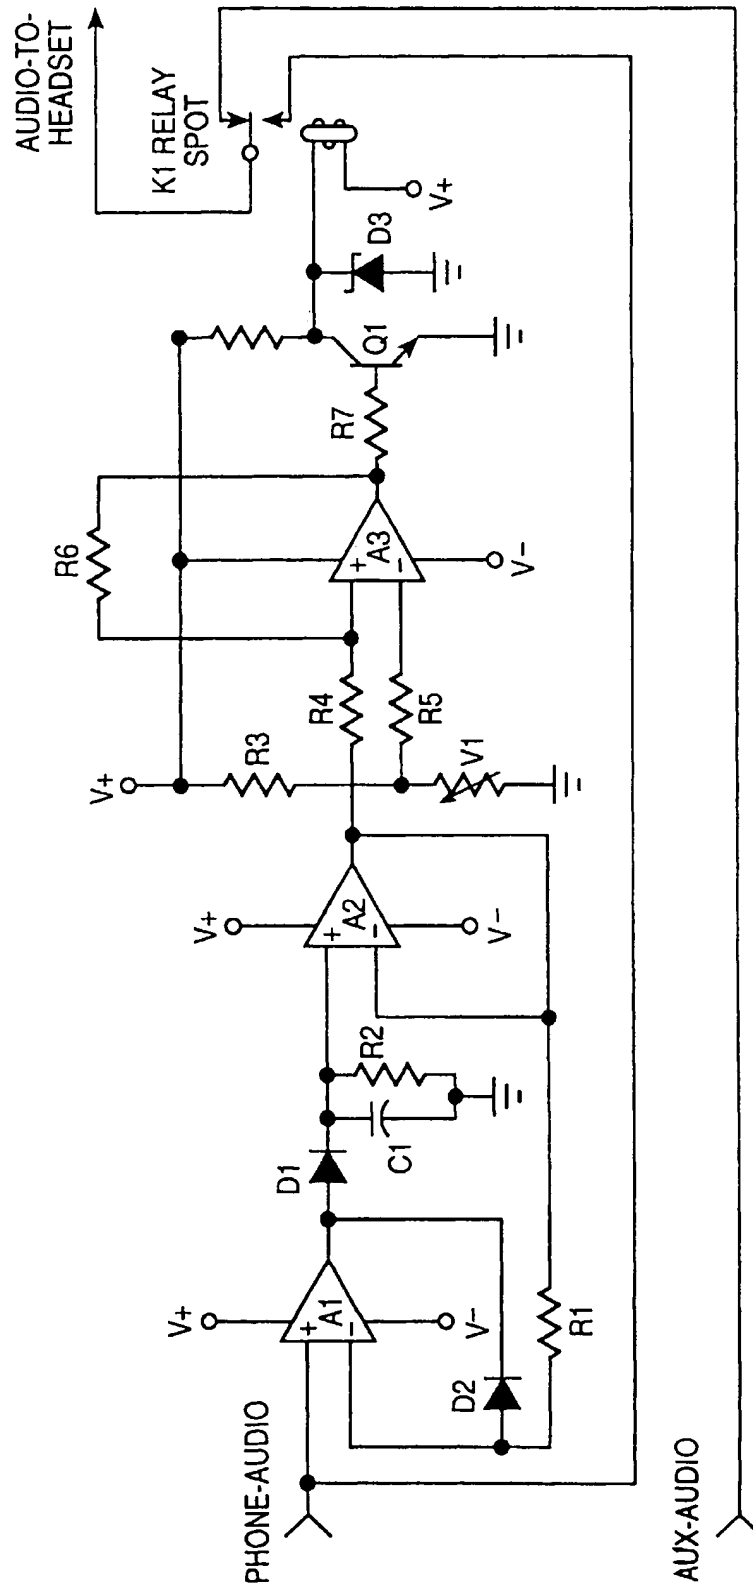 AUDIO-TO-
HEADSET
K1 RELAY
SPOT
V+
D3
Q1
R7
R6
A3
+
−
V−
R4
R5
V+
R3
V1
V+
A2
+
−
V−
R2
C1
D1
V+
A1
+
−
V−
D2
R1
PHONE-AUDIO
AUX-AUDIO